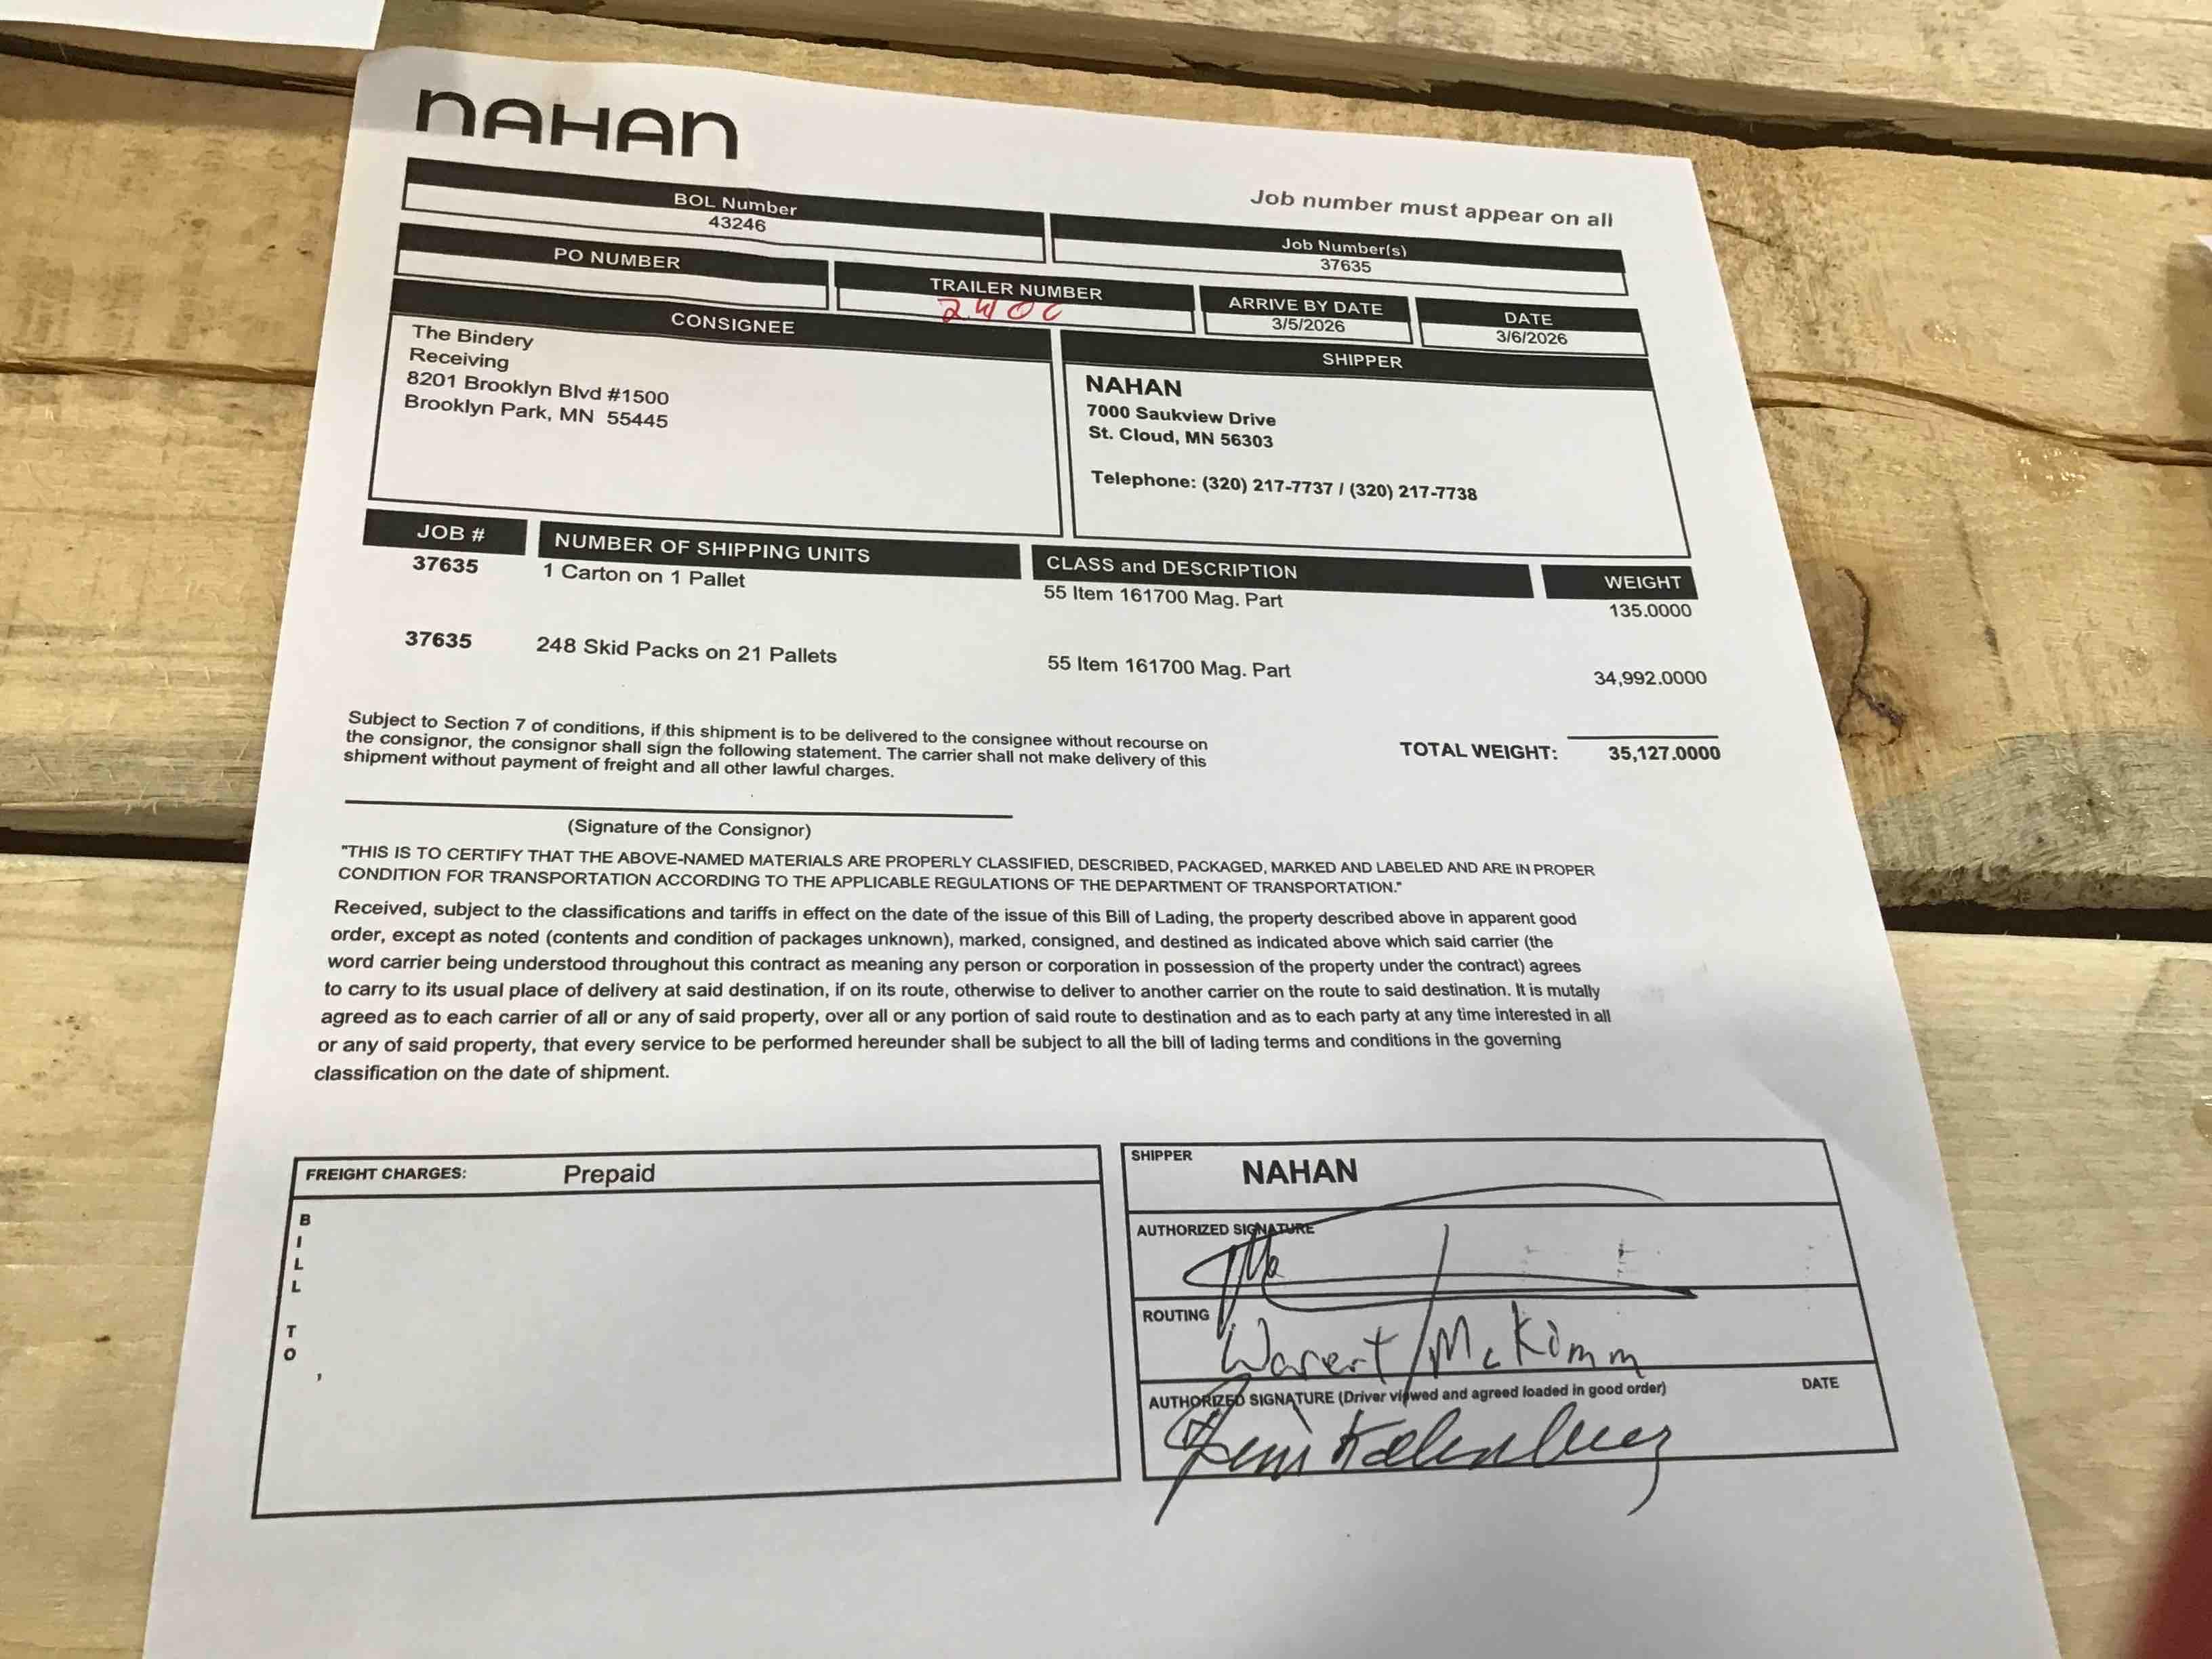 NAHAN
Job number must appear on all
BOL Number
43246
Job Number(s)
37635
PO NUMBER
TRAILER NUMBER
ARRIVE BY DATE
3/5/2026
DATE
3/6/2026
CONSIGNEE
The Bindery
Receiving
8201 Brooklyn Blvd #1500
Brooklyn Park, MN 55445
SHIPPER
NAHAN
7000 Saukview Drive
St. Cloud, MN 56303
Telephone: (320) 217-7737 / (320) 217-7738
JOB # NUMBER OF SHIPPING UNITS CLASS and DESCRIPTION WEIGHT
37635 1 Carton on 1 Pallet 55 Item 161700 Mag. Part 135.0000
37635 248 Skid Packs on 21 Pallets 55 Item 161700 Mag. Part 34,992.0000
Subject to Section 7 of conditions, if this shipment is to be delivered to the consignee without recourse on
the consignor, the consignor shall sign the following statement. The carrier shall not make delivery of this
shipment without payment of freight and all other lawful charges.
TOTAL WEIGHT: 35,127.0000
(Signature of the Consignor)
"THIS IS TO CERTIFY THAT THE ABOVE-NAMED MATERIALS ARE PROPERLY CLASSIFIED, DESCRIBED, PACKAGED, MARKED AND LABELED AND ARE IN PROPER
CONDITION FOR TRANSPORTATION ACCORDING TO THE APPLICABLE REGULATIONS OF THE DEPARTMENT OF TRANSPORTATION."
Received, subject to the classifications and tariffs in effect on the date of the issue of this Bill of Lading, the property described above in apparent good
order, except as noted (contents and condition of packages unknown), marked, consigned, and destined as indicated above which said carrier (the
word carrier being understood throughout this contract as meaning any person or corporation in possession of the property under the contract) agrees
to carry to its usual place of delivery at said destination, if on its route, otherwise to deliver to another carrier on the route to said destination. It is mutally
agreed as to each carrier of all or any of said property, over all or any portion of said route to destination and as to each party at any time interested in all
or any of said property, that every service to be performed hereunder shall be subject to all the bill of lading terms and conditions in the governing
classification on the date of shipment.
FREIGHT CHARGES: Prepaid
BILL TO
,
SHIPPER NAHAN
AUTHORIZED SIGNATURE
ROUTING
Warert/McKimm
AUTHORIZED SIGNATURE (Driver viewed and agreed loaded in good order) DATE